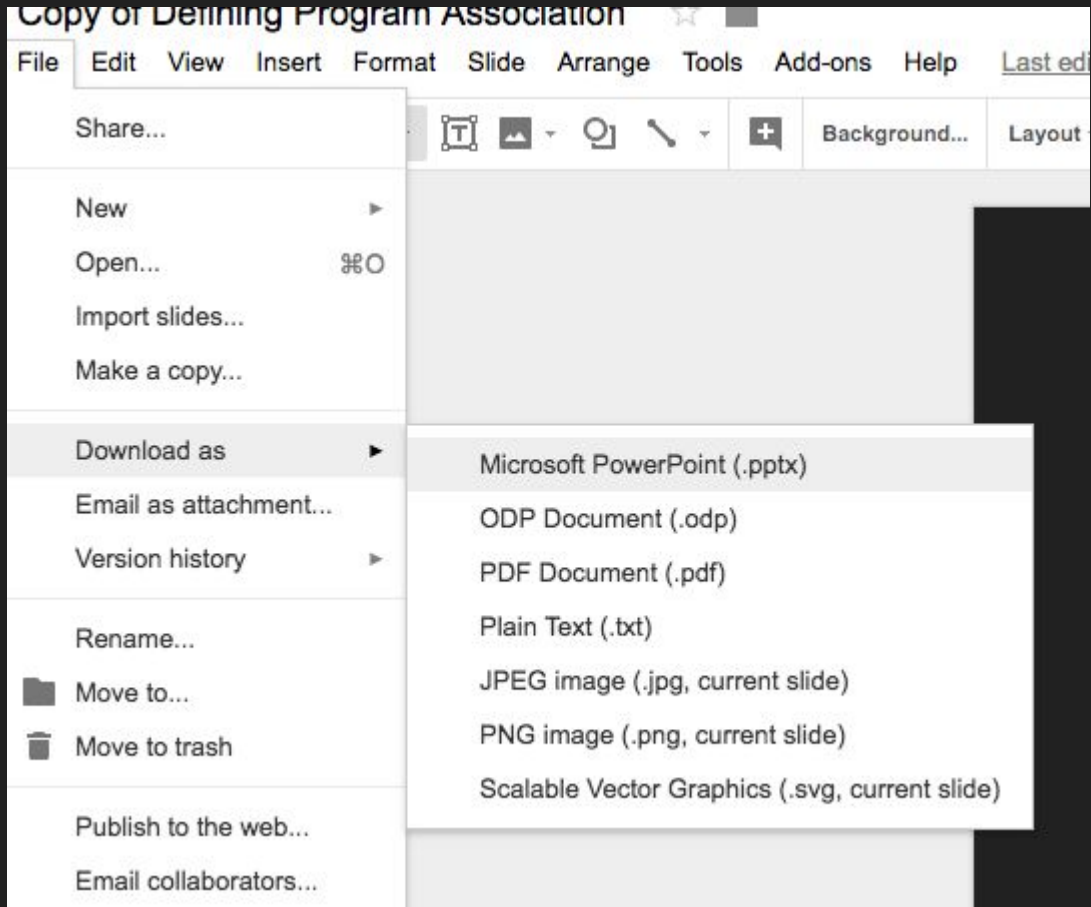 Copy of Defining Program Association
File Edit View Insert Format Slide Arrange Tools Add-ons Help Last edi
Share...
Background... Layout
New
Open... ⌘O
Import slides...
Make a copy...
Download as
Microsoft PowerPoint (.pptx)
Email as attachment...
ODP Document (.odp)
Version history
PDF Document (.pdf)
Plain Text (.txt)
Rename...
JPEG image (.jpg, current slide)
Move to...
PNG image (.png, current slide)
Move to trash
Scalable Vector Graphics (.svg, current slide)
Publish to the web...
Email collaborators...